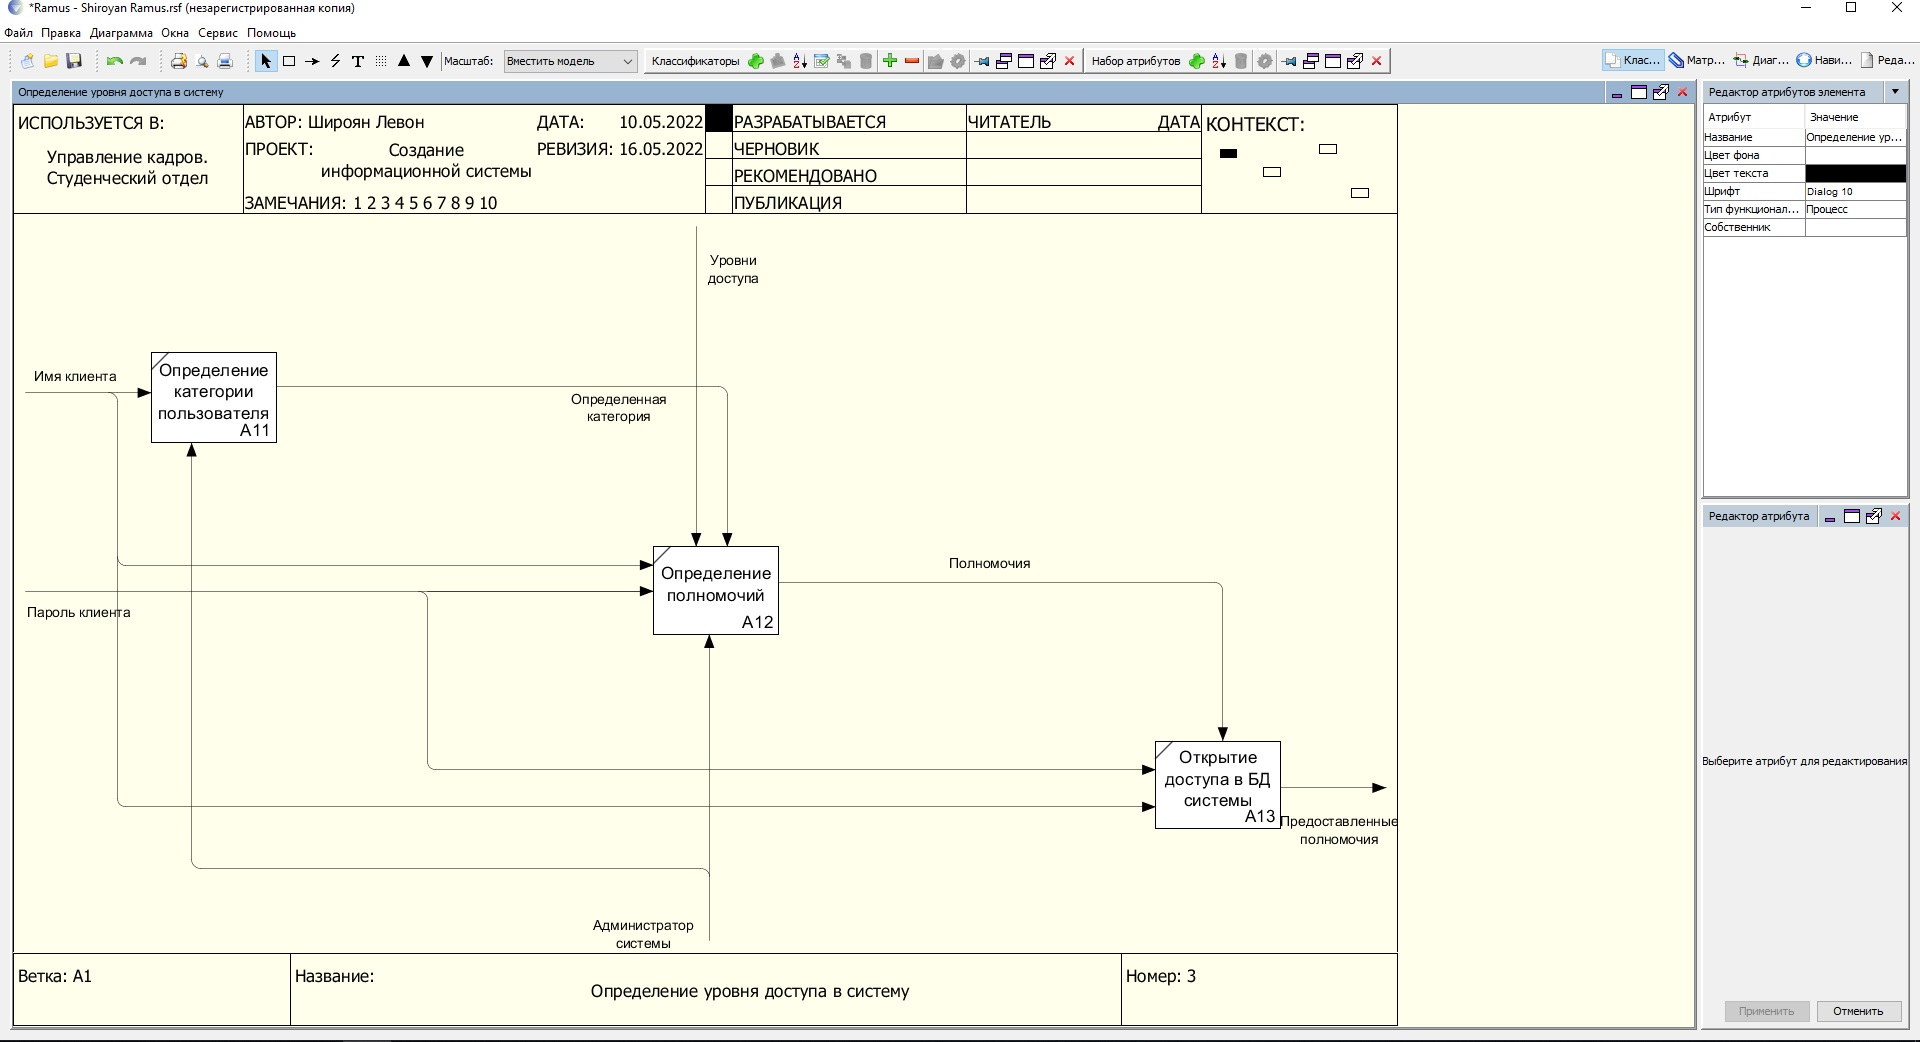 *Ramus - Shiroyan Ramus.rsf (незарегистрированная копия)
Файл Правка Диаграмма Окна Сервис Помощь
Масштаб: Вместить модель Классификаторы Набор атрибутов Клас... Матр... Диаг... Нави... Реда...
Определение уровня доступа в систему
ИСПОЛЬЗУЕТСЯ В:
Управление кадров.
Студенческий отдел
АВТОР: Широян Левон
ДАТА: 10.05.2022
ПРОЕКТ: Создание
информационной системы
РЕВИЗИЯ: 16.05.2022
ЗАМЕЧАНИЯ: 1 2 3 4 5 6 7 8 9 10
РАЗРАБАТЫВАЕТСЯ
ЧЕРНОВИК
РЕКОМЕНДОВАНО
ПУБЛИКАЦИЯ
ЧИТАТЕЛЬ ДАТА
КОНТЕКСТ:
Уровни
доступа
Имя клиента
Определение
категории
пользователя
A11
Определенная
категория
Определение
полномочий
A12
Полномочия
Пароль клиента
Открытие
доступа в БД
системы
A13
Предоставленные
полномочия
Администратор
системы
Ветка: A1
Название:
Определение уровня доступа в систему
Номер: 3
Редактор атрибутов элемента
Атрибут Значение
Название Определение ур...
Цвет фона
Цвет текста
Шрифт Dialog 10
Тип функционал... Процесс
Собственник
Редактор атрибута
Выберите атрибут для редактирования
Применить Отменить